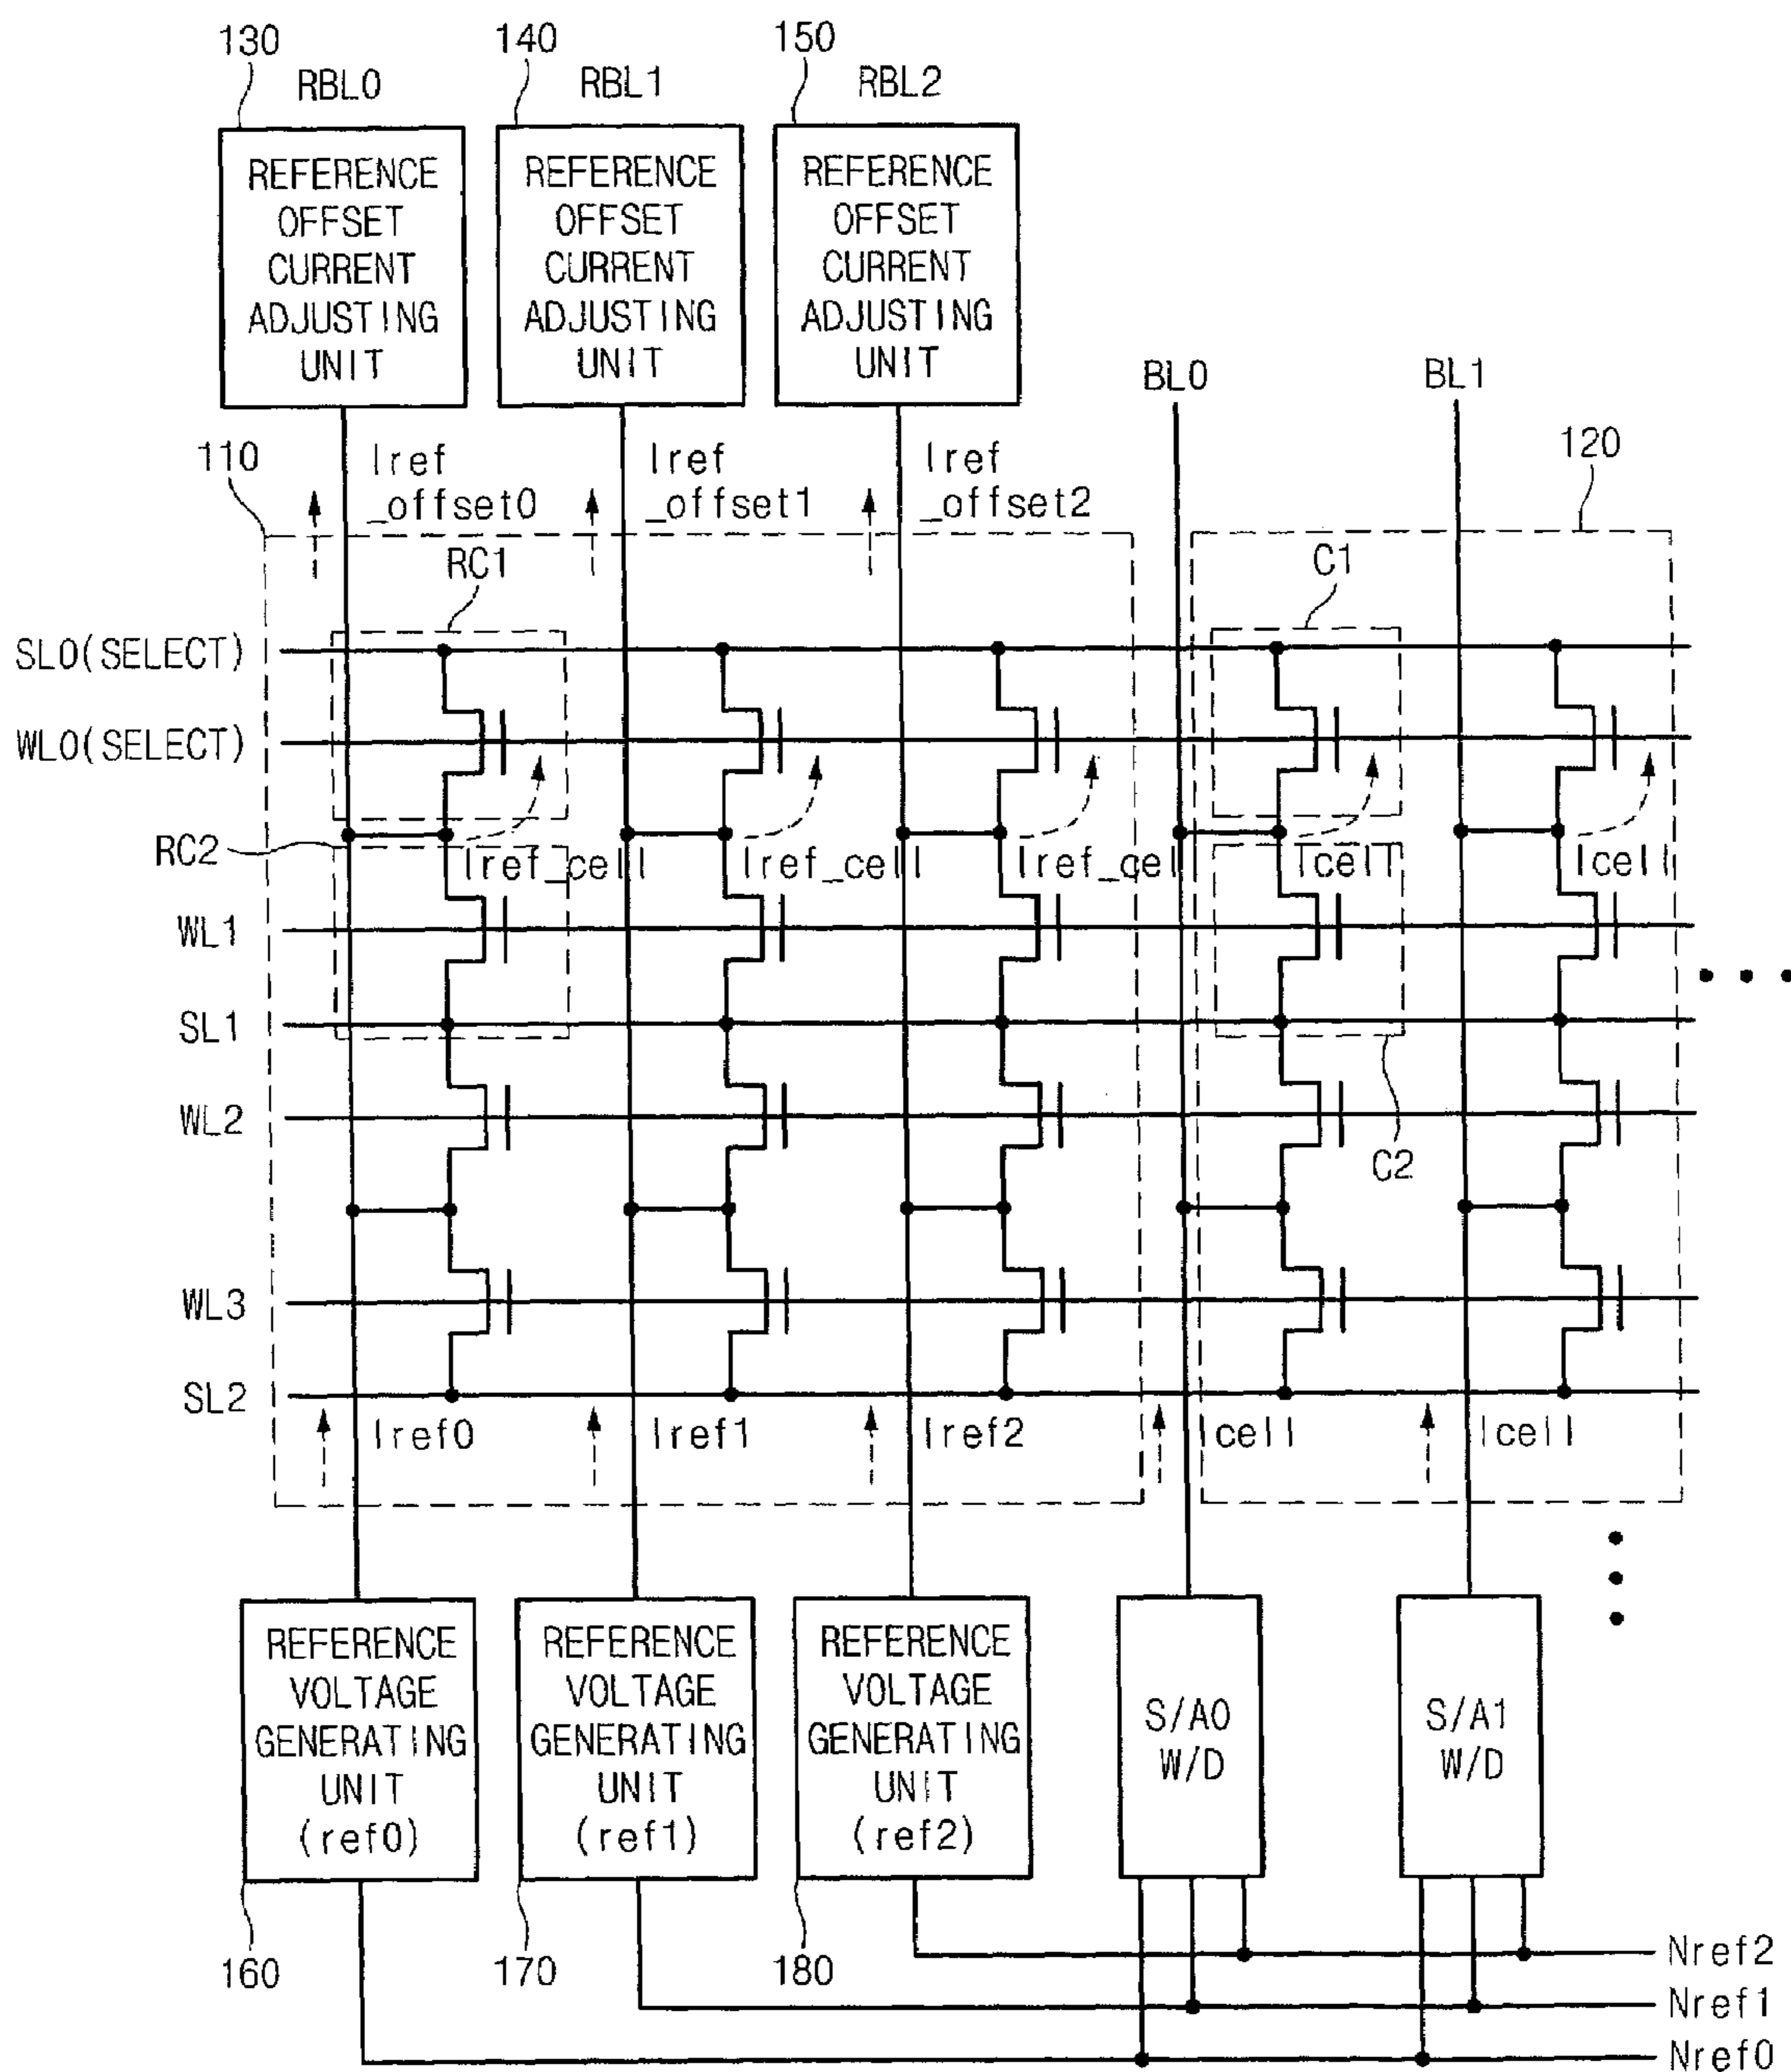 130
140
150
RBL0
RBL1
RBL2
REFERENCE
OFFSET
CURRENT
ADJUSTING
UNIT
REFERENCE
OFFSET
CURRENT
ADJUSTING
UNIT
REFERENCE
OFFSET
CURRENT
ADJUSTING
UNIT
BL0
BL1
110
Iref
_offset0
Iref
_offset1
Iref
_offset2
120
RC1
C1
SL0(SELECT)
WL0(SELECT)
RC2
Iref_cell
Iref_cell
Iref_cell
Icell
Icell
WL1
SL1
WL2
C2
WL3
SL2
Iref0
Iref1
Iref2
Icell
Icell
REFERENCE
VOLTAGE
GENERATING
UNIT
(ref0)
REFERENCE
VOLTAGE
GENERATING
UNIT
(ref1)
REFERENCE
VOLTAGE
GENERATING
UNIT
(ref2)
S/A0
W/D
S/A1
W/D
160
170
180
Nref2
Nref1
Nref0